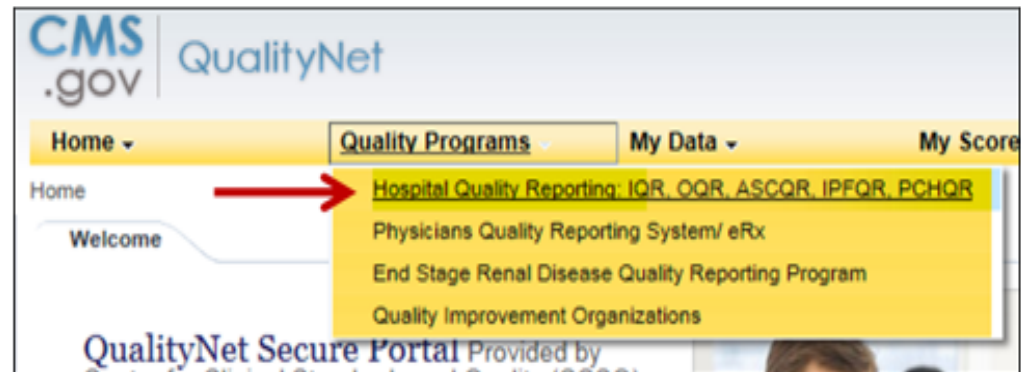 CMS
.gov
QualityNet
Home
Quality Programs
My Data
My Score
Hospital Quality Reporting: IQR, OQR, ASCQR, IPFQR, PCHQR
Home
Physicians Quality Reporting System/ eRx
Welcome
End Stage Renal Disease Quality Reporting Program
Quality Improvement Organizations
QualityNet Secure Portal Provided by